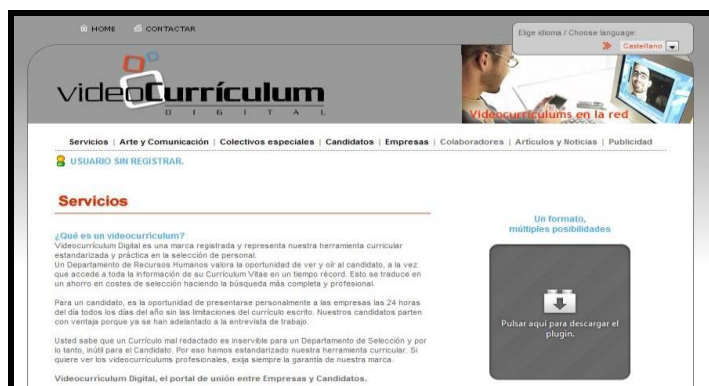 HOME CONTACTAR
Elige idioma / Choose language:
Castellano
videoCurrículum
DIGITAL
Videocurrículums en la red
Servicios | Arte y Comunicación | Colectivos especiales | Candidatos | Empresas | Colaboradores | Artículos y Noticias | Publicidad
USUARIO SIN REGISTRAR.
Servicios
¿Qué es un videocurrículum?
Videocurrículum Digital es una marca registrada y representa nuestra herramienta curricular
estandarizada y práctica en la selección de personal.
Un Departamento de Recursos Humanos valora la oportunidad de ver y oír al candidato, a la vez
que accede a toda la información de su Currículum Vitae en un tiempo récord. Esto se traduce en
un ahorro en costes de selección haciendo la búsqueda más completa y profesional.
Para un candidato, es la oportunidad de presentarse personalmente a las empresas las 24 horas
del día todos los días del año sin las limitaciones del currículo escrito. Nuestros candidatos parten
con ventaja porque ya se han adelantado a la entrevista de trabajo.
Usted sabe que un Currículo mal redactado es inservible para un Departamento de Selección y por
lo tanto, inútil para el Candidato. Por eso hemos estandarizado nuestra herramienta curricular. Si
quiere ver los videocurrículums profesionales, exija siempre la garantía de nuestra marca.
Videocurrículum Digital, el portal de unión entre Empresas y Candidatos.
Un formato,
múltiples posibilidades
Pulsar aquí para descargar el
plugin.